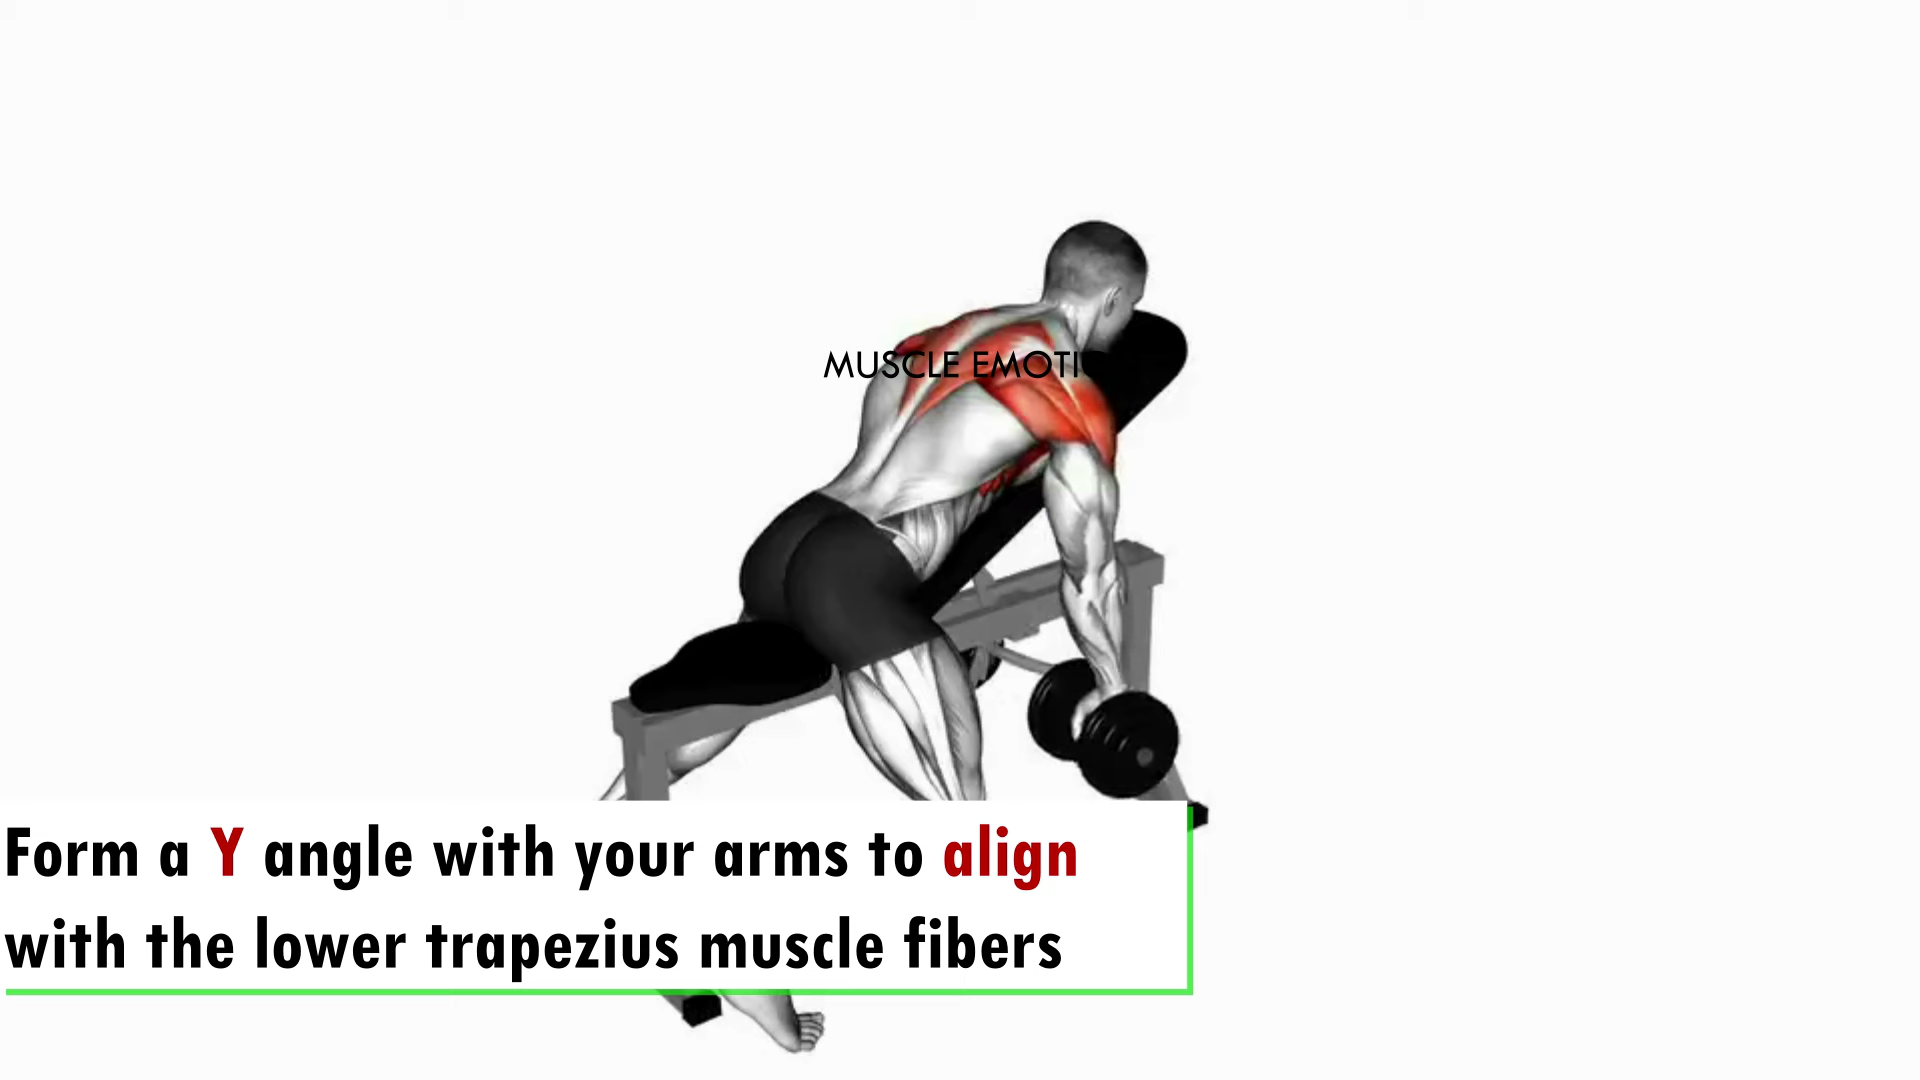 MUSCLE EMOTI
Form a Y angle with your arms to align
with the lower trapezius muscle fibers